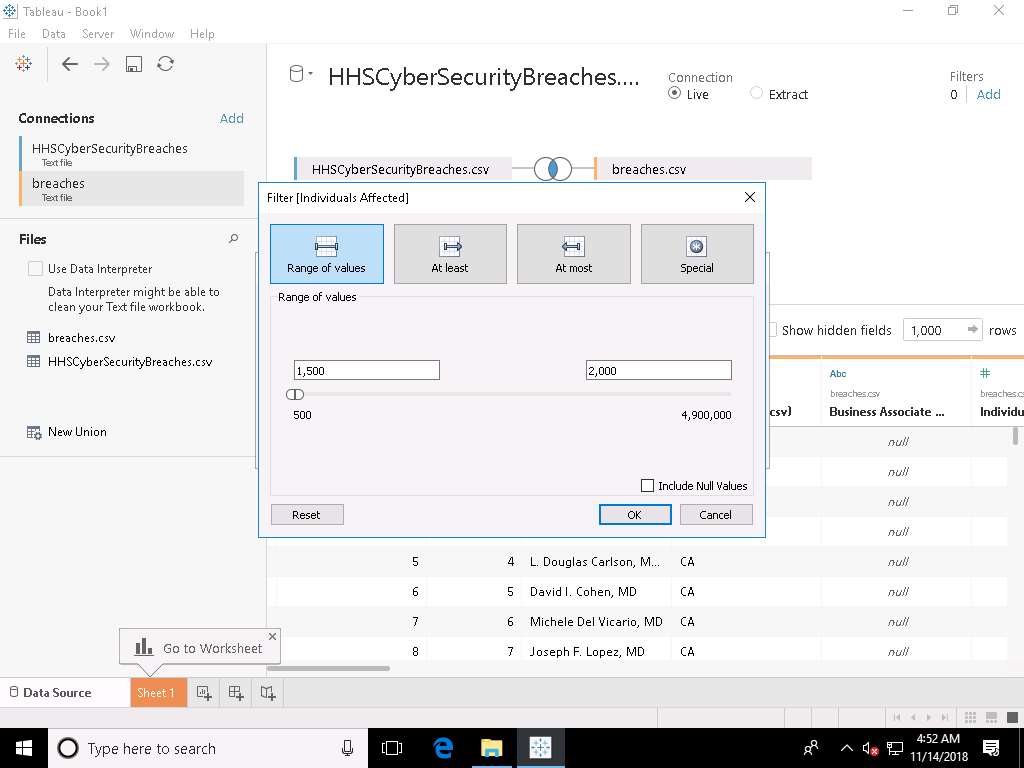 Tableau - Book1
File Data Server Window Help
Connections Add
HHSCyberSecurityBreaches
Text file
breaches
Text file
Files
Use Data Interpreter
Data Interpreter might be able to
clean your Text file workbook.
breaches.csv
HHSCyberSecurityBreaches.csv
New Union
HHSCyberSecurityBreaches....
Connection
Live Extract
Filters
0 Add
HHSCyberSecurityBreaches.csv breaches.csv
Filter [Individuals Affected]
Range of values At least At most Special
Range of values
1,500 2,000
500 4,900,000
Include Null Values
Reset OK Cancel
Show hidden fields 1,000 rows
Abc #
breaches.csv breaches.cs
csv) Business Associate ... Individu
null
null
null
null
5 4 L. Douglas Carlson, M... CA null
6 5 David I. Cohen, MD CA null
7 6 Michele Del Vicario, MD CA null
8 7 Joseph F. Lopez, MD CA null
Go to Worksheet
Data Source Sheet 1
Type here to search
4:52 AM
11/14/2018